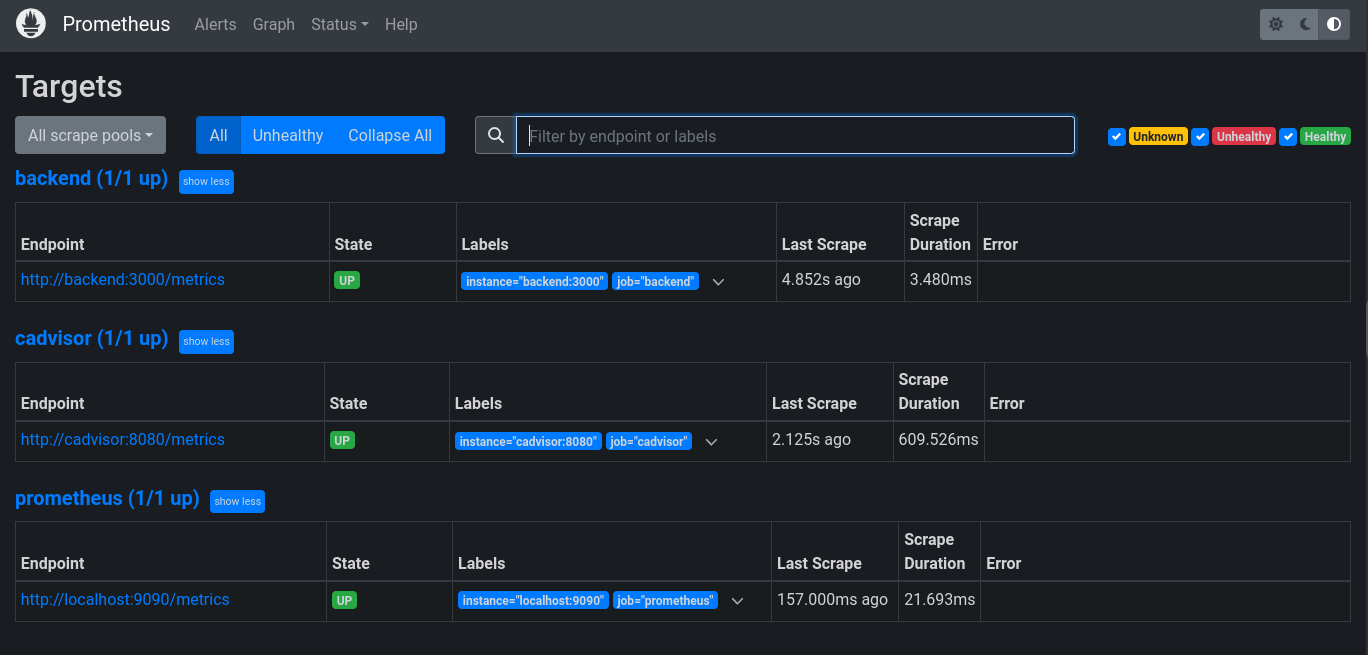 Prometheus Alerts Graph Status Help
Targets
All scrape pools All Unhealthy Collapse All Filter by endpoint or labels Unknown Unhealthy Healthy
backend (1/1 up) show less
Endpoint State Labels Last Scrape Scrape Duration Error
http://backend:3000/metrics UP instance="backend:3000" job="backend" 4.852s ago 3.480ms
cadvisor (1/1 up) show less
Endpoint State Labels Last Scrape Scrape Duration Error
http://cadvisor:8080/metrics UP instance="cadvisor:8080" job="cadvisor" 2.125s ago 609.526ms
prometheus (1/1 up) show less
Endpoint State Labels Last Scrape Scrape Duration Error
http://localhost:9090/metrics UP instance="localhost:9090" job="prometheus" 157.000ms ago 21.693ms